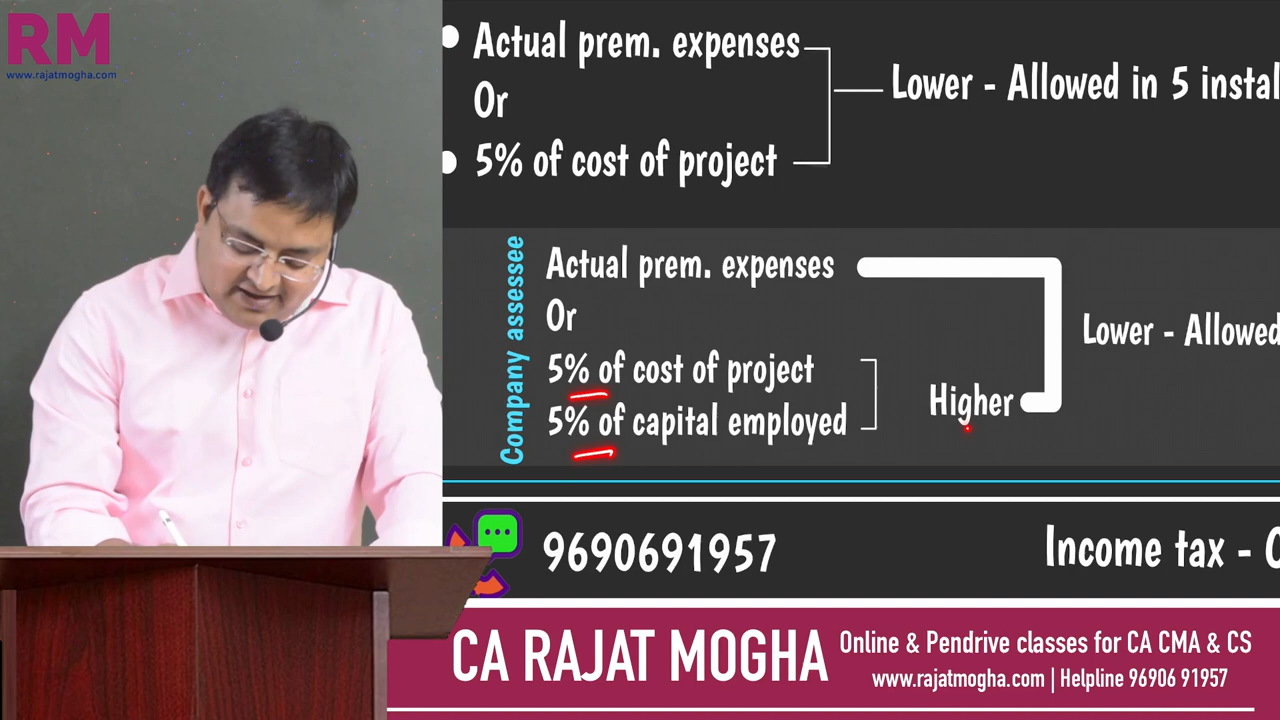 RM
www.rajatmogha.com
Actual prem. expenses
Or
5% of cost of project
Lower - Allowed in 5 instal
Company assessee
Actual prem. expenses
Or
5% of cost of project
5% of capital employed
Higher
Lower - Allowed
9690691957
Income tax -
CA RAJAT MOGHA
Online & Pendrive classes for CA CMA & CS
www.rajatmogha.com | Helpline 96906 91957